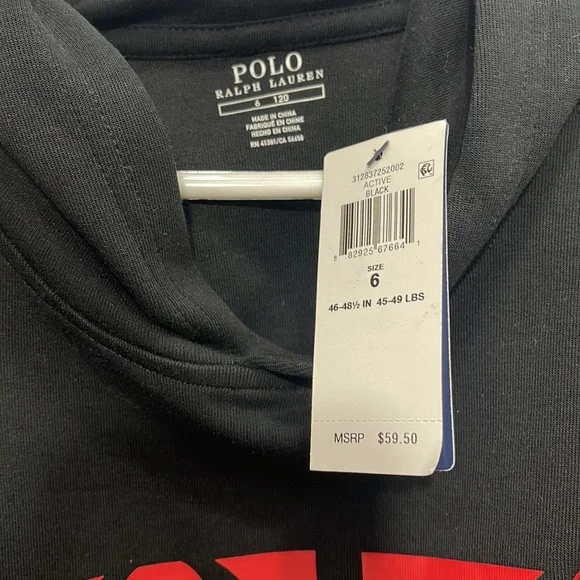 POLO
RALPH LAUREN
6 120
MADE IN CHINA
FABRIQUÉ EN CHINE
HECHO EN CHINA
312837252002
ACTIVE
BLACK
8 82925 67664 1
SIZE
6
46-48½ IN 45-49 LBS
MSRP $59.50